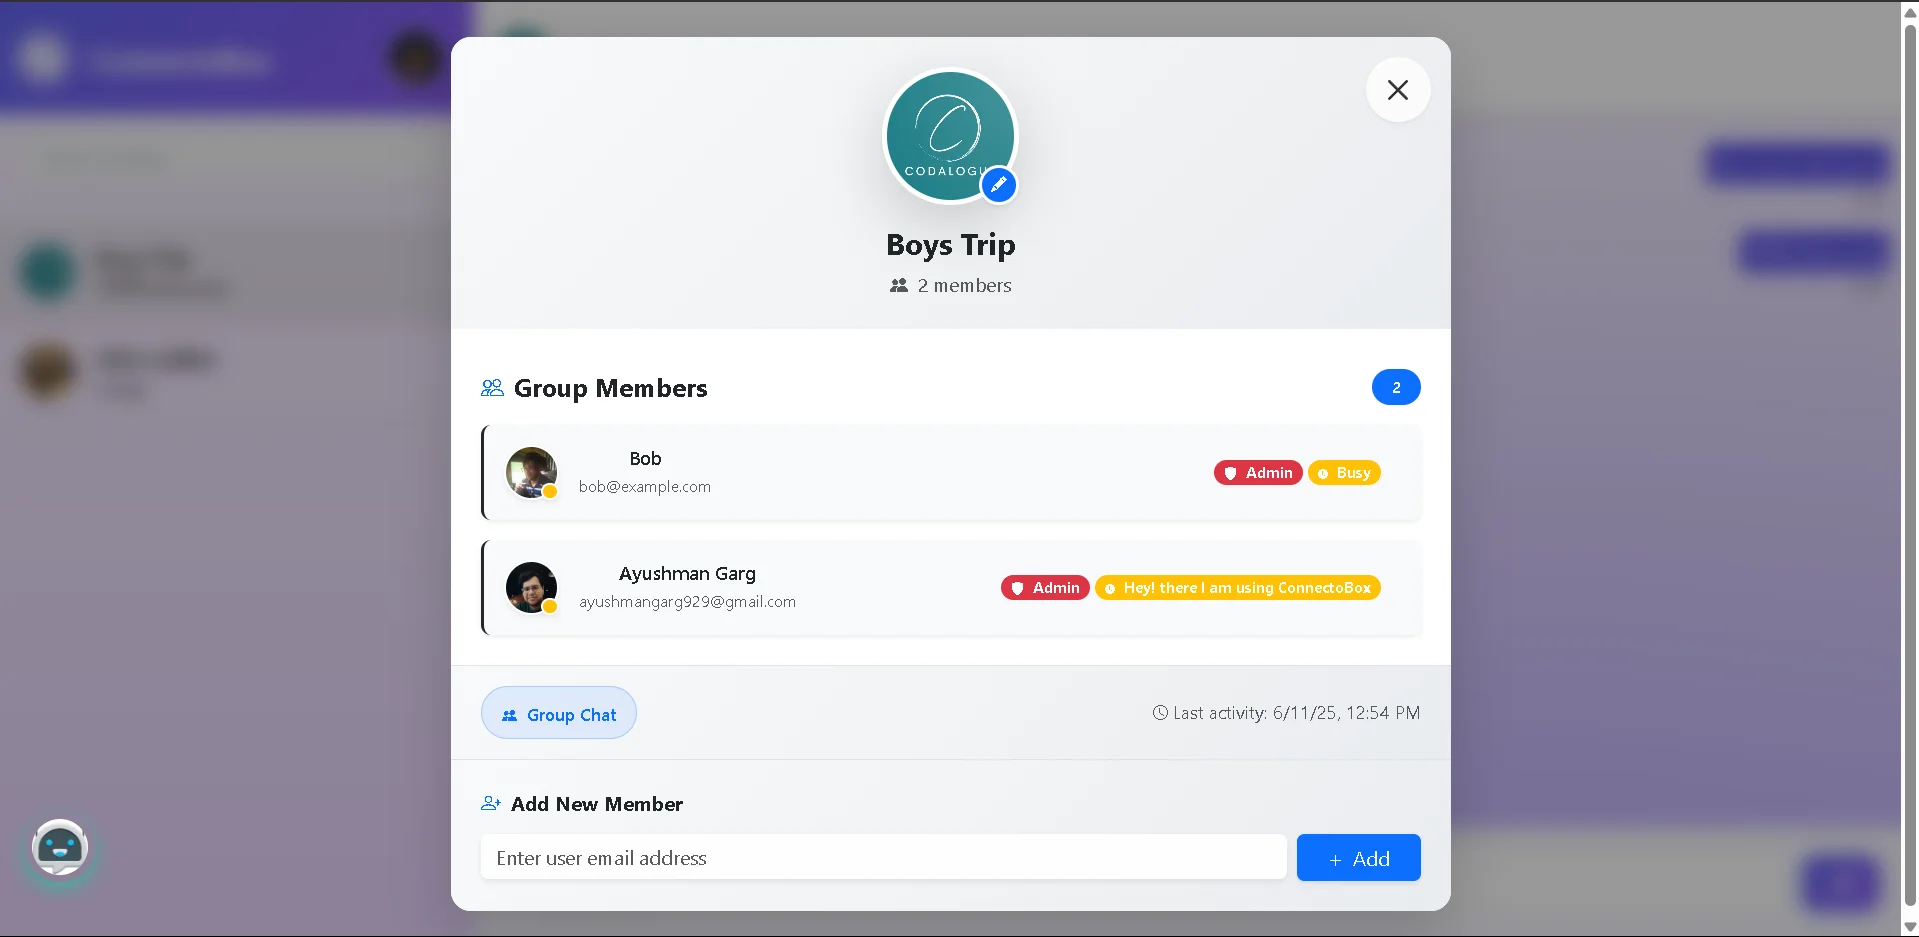 CODALOGU
Boys Trip
2 members
Group Members
2
Bob
bob@example.com
Admin
Busy
Ayushman Garg
ayushmangarg929@gmail.com
Admin
Hey! there I am using ConnectoBox
Group Chat
Last activity: 6/11/25, 12:54 PM
Add New Member
Enter user email address
+ Add